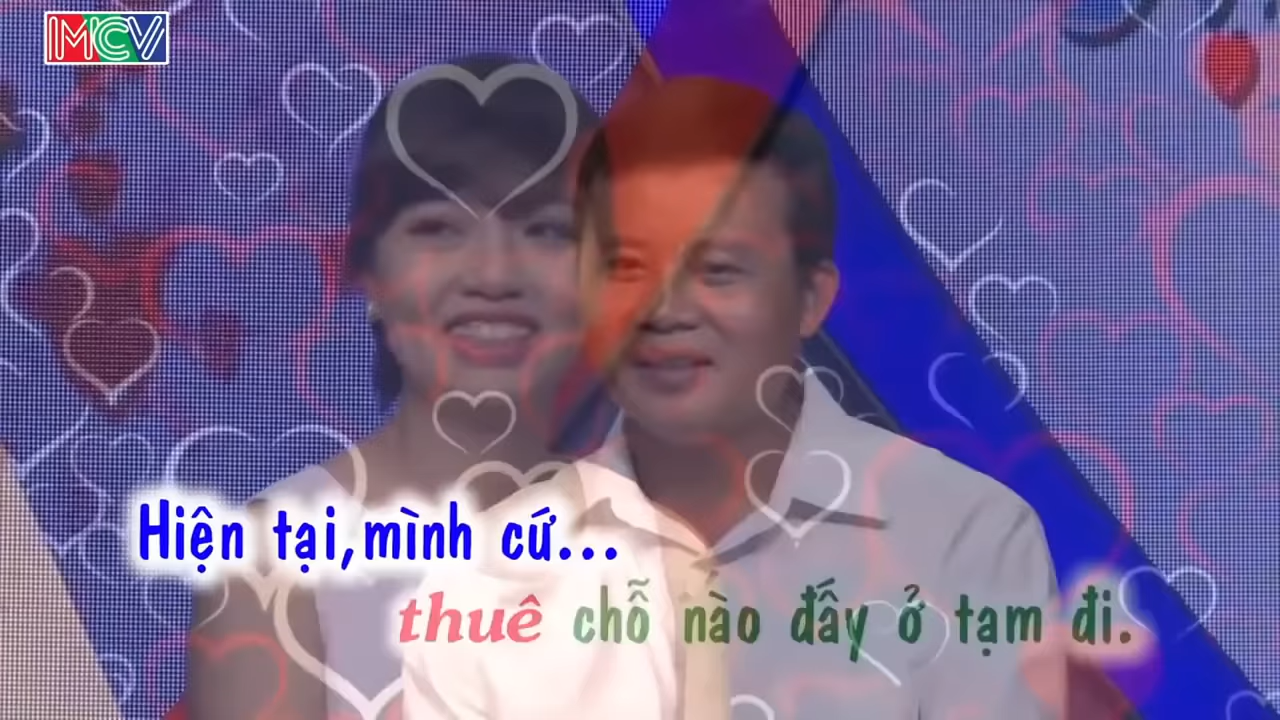 MCV
Hiện tại,mình cứ...
thuê chỗ nào đấy ở tạm đi.